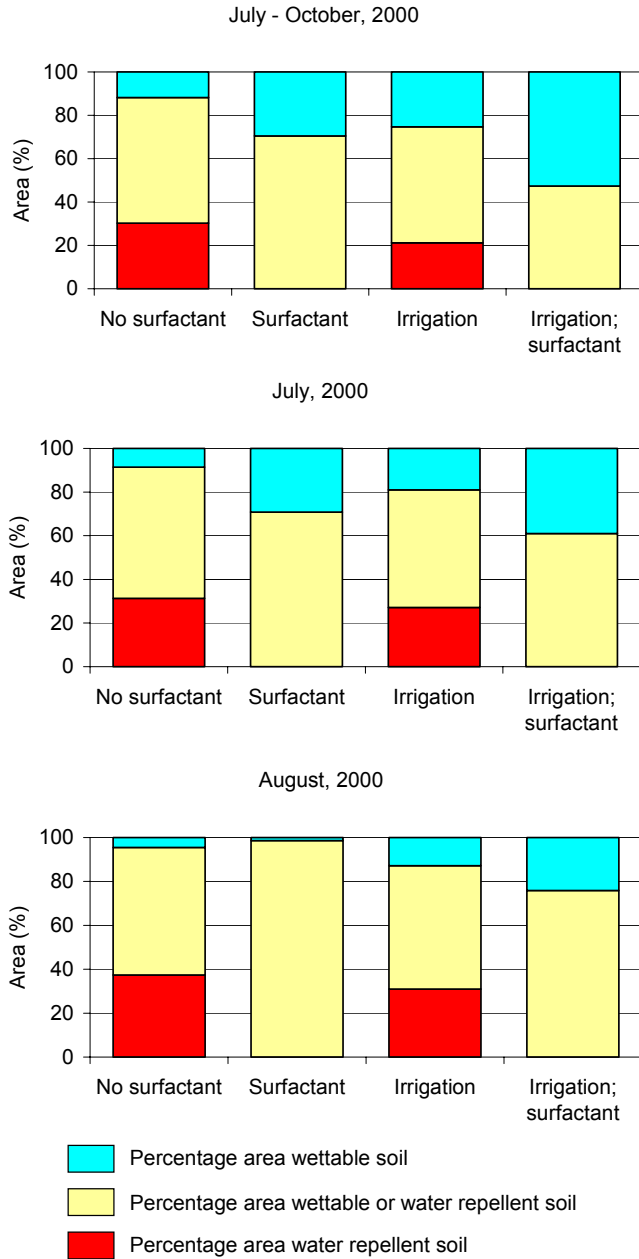 July - October, 2000
100
80
60
40
20
0
Area (%)
No surfactant Surfactant Irrigation Irrigation;
surfactant
July, 2000
100
80
60
40
20
0
Area (%)
No surfactant Surfactant Irrigation Irrigation;
surfactant
August, 2000
100
80
60
40
20
0
Area (%)
No surfactant Surfactant Irrigation Irrigation;
surfactant
Percentage area wettable soil
Percentage area wettable or water repellent soil
Percentage area water repellent soil